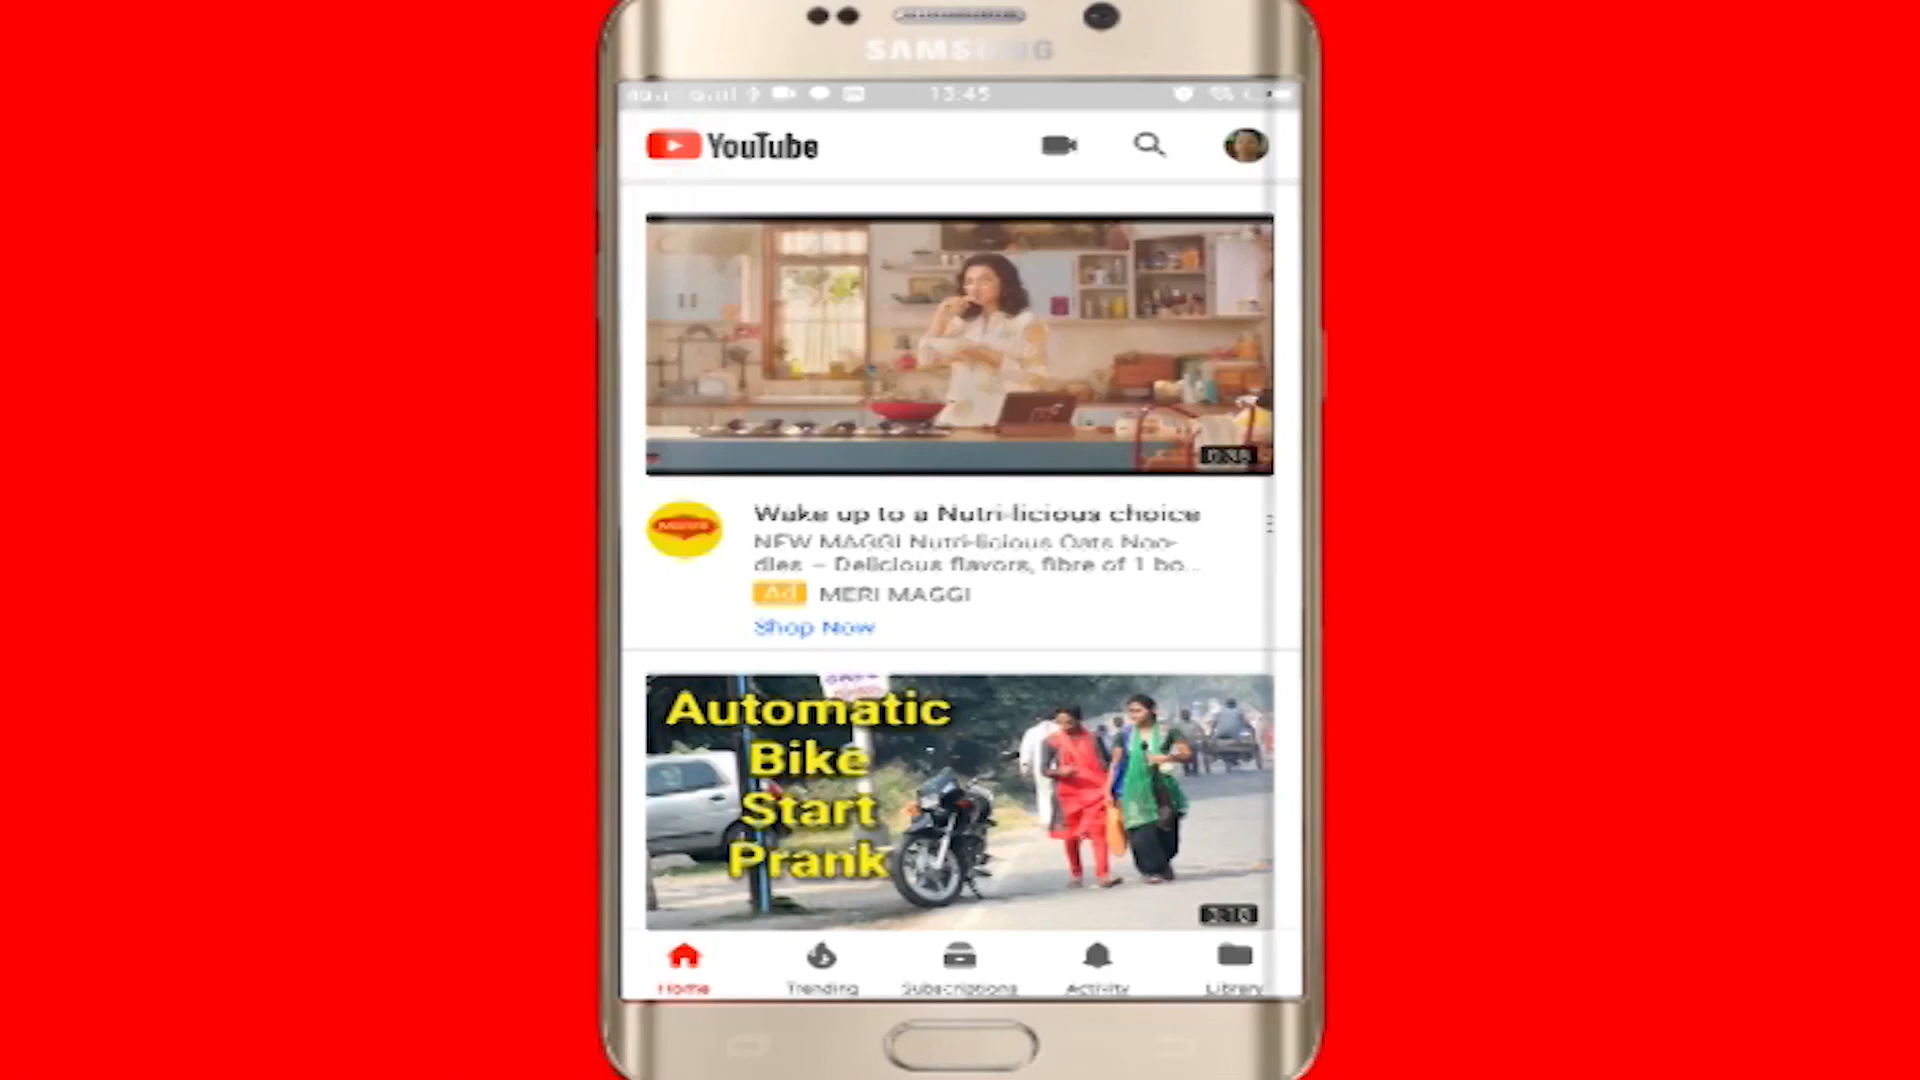 SAMSUNG
13:45
YouTube
Wake up to a Nutri-licious choice
NEW MAGGI Nutri-licious Oats Noo-
dles – Delicious flavors, fibre of 1 bo...
Ad MERI MAGGI
Shop Now
Automatic
Bike
Start
Prank
Home Trending Subscriptions Activity Library